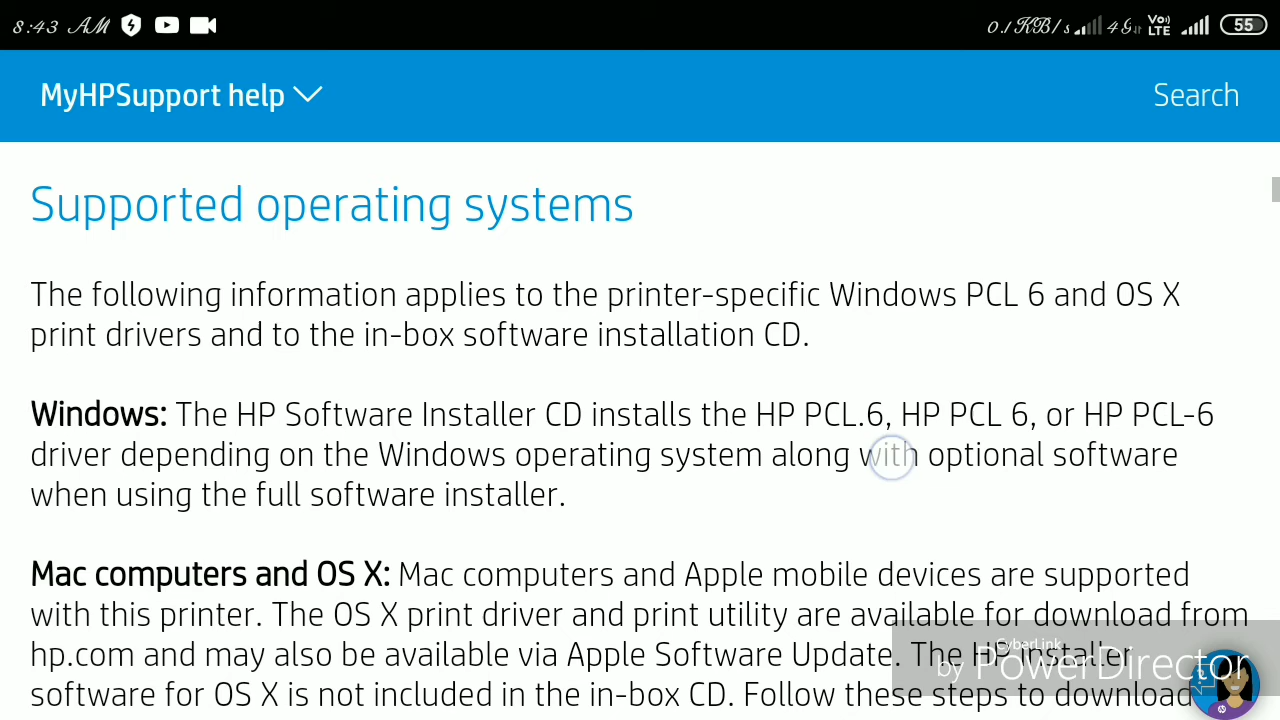 8:43 AM
0.1KB/s 4G Vo)) LTE 55
MyHPSupport help
Search
Supported operating systems
The following information applies to the printer-specific Windows PCL 6 and OS X
print drivers and to the in-box software installation CD.
Windows: The HP Software Installer CD installs the HP PCL.6, HP PCL 6, or HP PCL-6
driver depending on the Windows operating system along with optional software
when using the full software installer.
Mac computers and OS X: Mac computers and Apple mobile devices are supported
with this printer. The OS X print driver and print utility are available for download from
hp.com and may also be available via Apple Software Update. The HP installer
software for OS X is not included in the in-box CD. Follow these steps to download
CyberLink
by PowerDirector